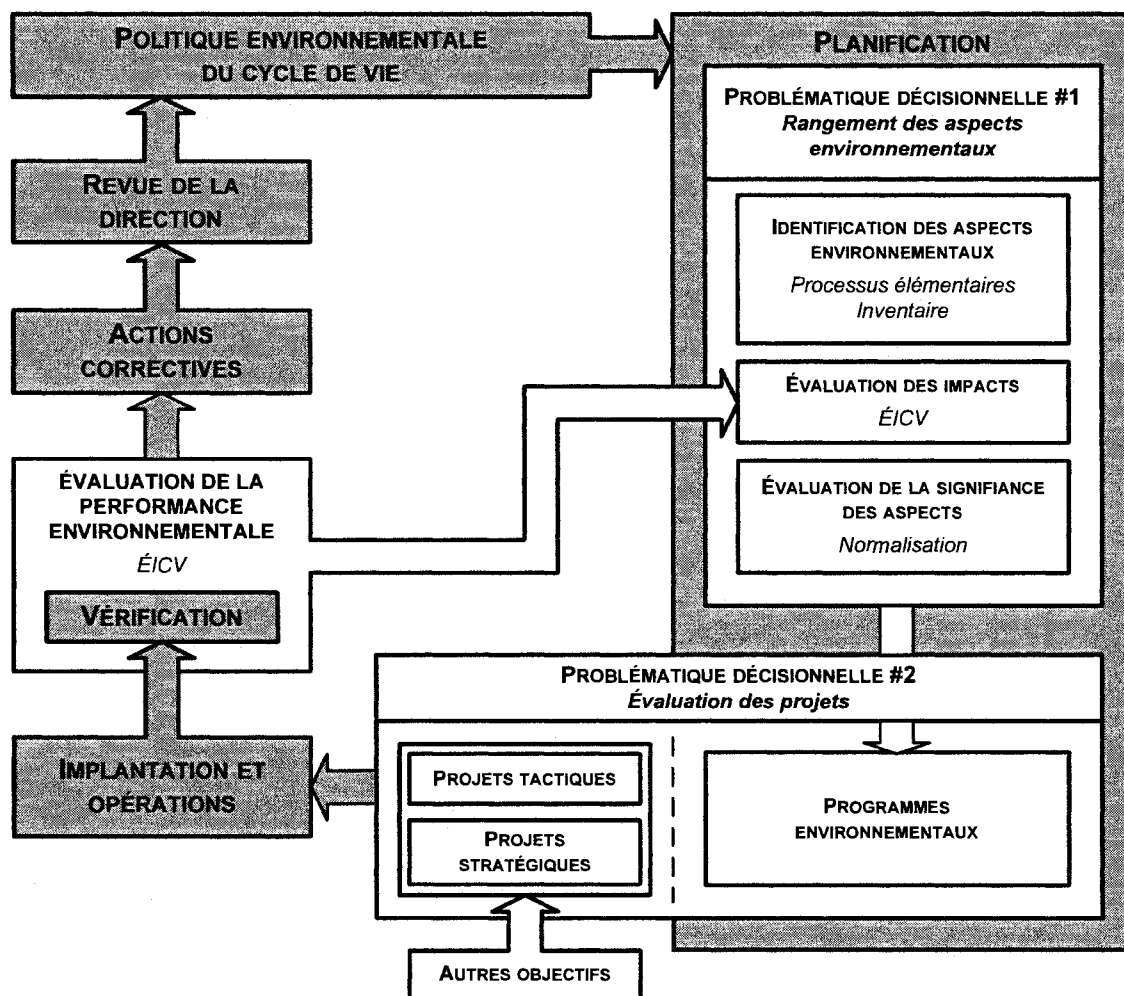 POLITIQUE ENVIRONNEMENTALE
DU CYCLE DE VIE
PLANIFICATION
PROBLÉMATIQUE DÉCISIONNELLE #1
Rangement des aspects
environnementaux
REVUE DE LA
DIRECTION
IDENTIFICATION DES ASPECTS
ENVIRONNEMENTAUX
Processus élémentaires
Inventaire
ACTIONS
CORRECTIVES
ÉVALUATION DES IMPACTS
ÉICV
ÉVALUATION DE LA
PERFORMANCE
ENVIRONNEMENTALE
ÉICV
VÉRIFICATION
ÉVALUATION DE LA SIGNIFIANCE
DES ASPECTS
Normalisation
PROBLÉMATIQUE DÉCISIONNELLE #2
Évaluation des projets
IMPLANTATION ET
OPÉRATIONS
PROJETS TACTIQUES
PROJETS
STRATÉGIQUES
PROGRAMMES
ENVIRONNEMENTAUX
AUTRES OBJECTIFS